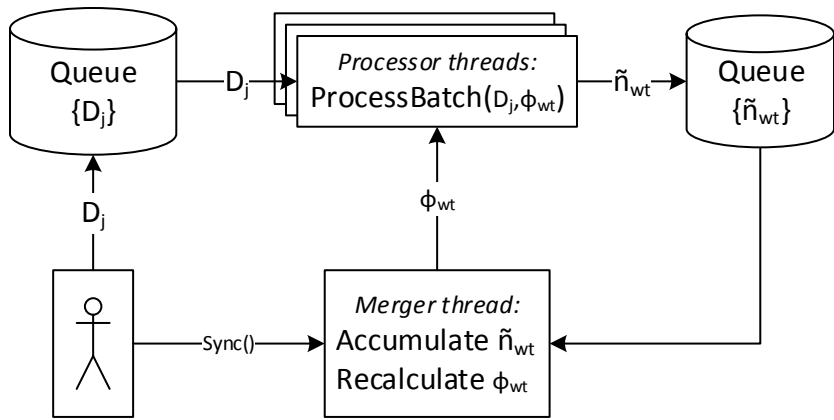 Queue
{D_j}
D_j
Processor threads:
ProcessBatch(D_j,ϕ_wt)
ñ_wt
Queue
{ñ_wt}
D_j
ϕ_wt
Sync()
Merger thread:
Accumulate ñ_wt
Recalculate ϕ_wt